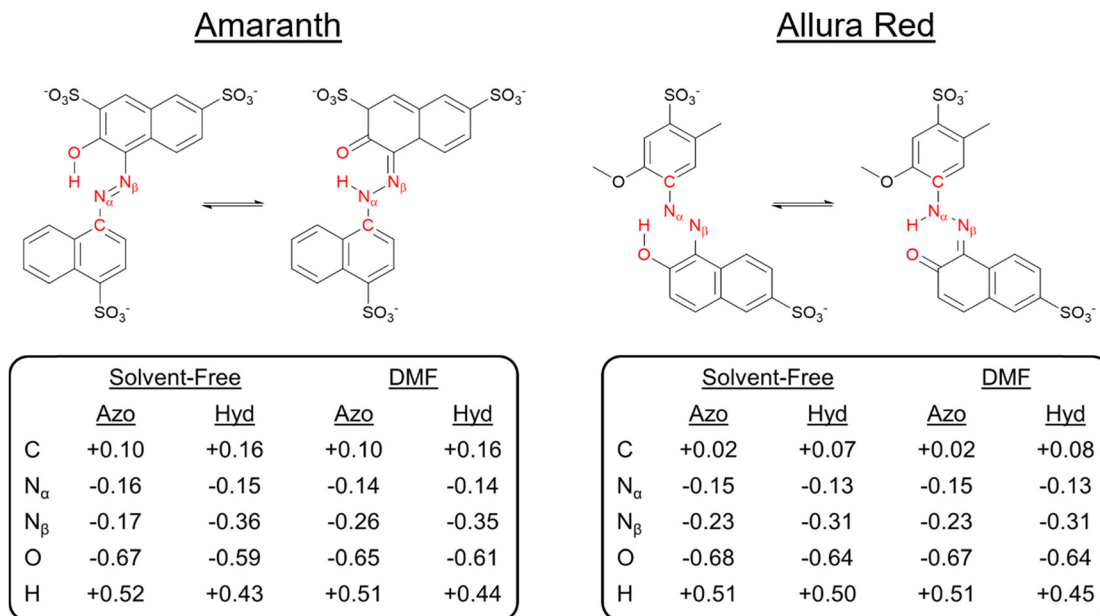 Amaranth
Allura Red
⁻O₃S SO₃⁻
O
H
Nα Nβ
C
SO₃⁻
⁻O₃S SO₃⁻
O
H
Nα Nβ
C
SO₃⁻
SO₃⁻
O
C
Nα Nβ
H
O
SO₃⁻
SO₃⁻
O
C
Nα Nβ
H
O
SO₃⁻
Solvent-Free DMF
Azo Hyd Azo Hyd
C +0.10 +0.16 +0.10 +0.16
Nα -0.16 -0.15 -0.14 -0.14
Nβ -0.17 -0.36 -0.26 -0.35
O -0.67 -0.59 -0.65 -0.61
H +0.52 +0.43 +0.51 +0.44
Solvent-Free DMF
Azo Hyd Azo Hyd
C +0.02 +0.07 +0.02 +0.08
Nα -0.15 -0.13 -0.15 -0.13
Nβ -0.23 -0.31 -0.23 -0.31
O -0.68 -0.64 -0.67 -0.64
H +0.51 +0.50 +0.51 +0.45